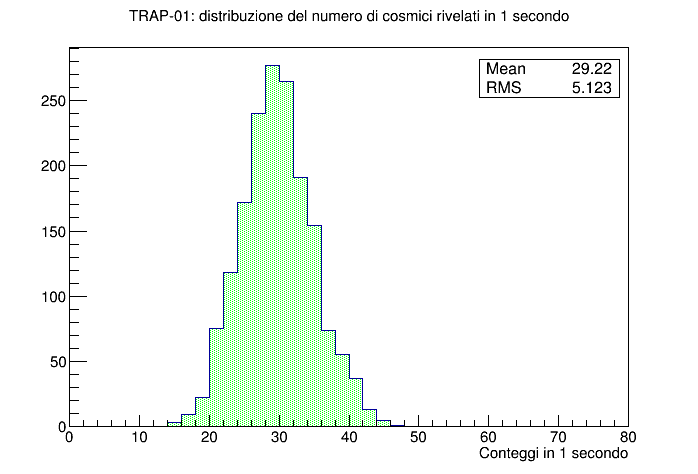 TRAP-01: distribuzione del numero di cosmici rivelati in 1 secondo
Mean 29.22
RMS 5.123
250
200
150
100
50
0
0 10 20 30 40 50 60 70 80
Conteggi in 1 secondo